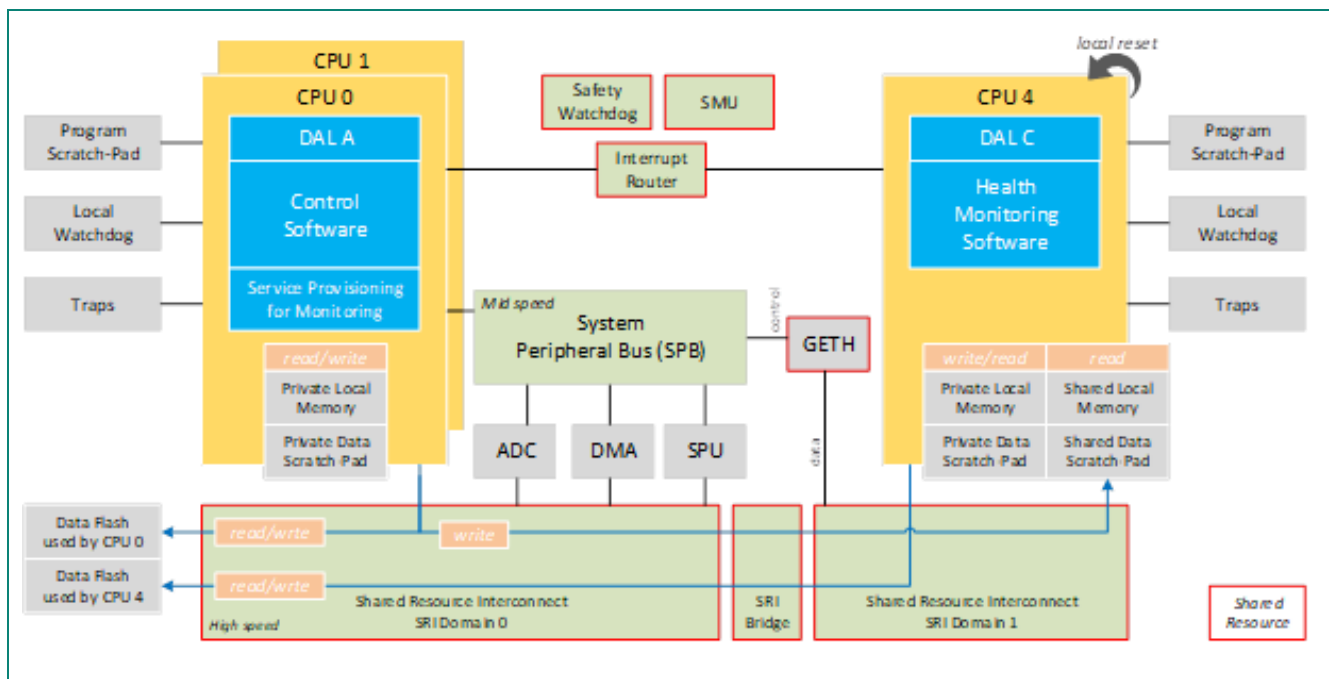 local reset
CPU 1
CPU 0
Safety
Watchdog
SMU
CPU 4
Program
Scratch-Pad
DAL A
DAL C
Program
Scratch-Pad
Interrupt
Router
Control
Software
Health
Monitoring
Software
Local
Watchdog
Local
Watchdog
Traps
Service Provisioning
for Monitoring
Mid speed
System
Peripheral Bus (SPB)
control
GETH
Traps
read/write
Private Local
Memory
Private Data
Scratch-Pad
write/read
read
Private Local
Memory
Shared Local
Memory
Private Data
Scratch-Pad
Shared Data
Scratch-Pad
ADC
DMA
SPU
data
Data Flash
used by CPU 0
read/wrte
write
Data Flash
used by CPU 4
read/wrte
Shared Resource Interconnect
SRI Domain 0
High speed
SRI
Bridge
Shared Resource Interconnect
SRI Domain 1
Shared
Resource